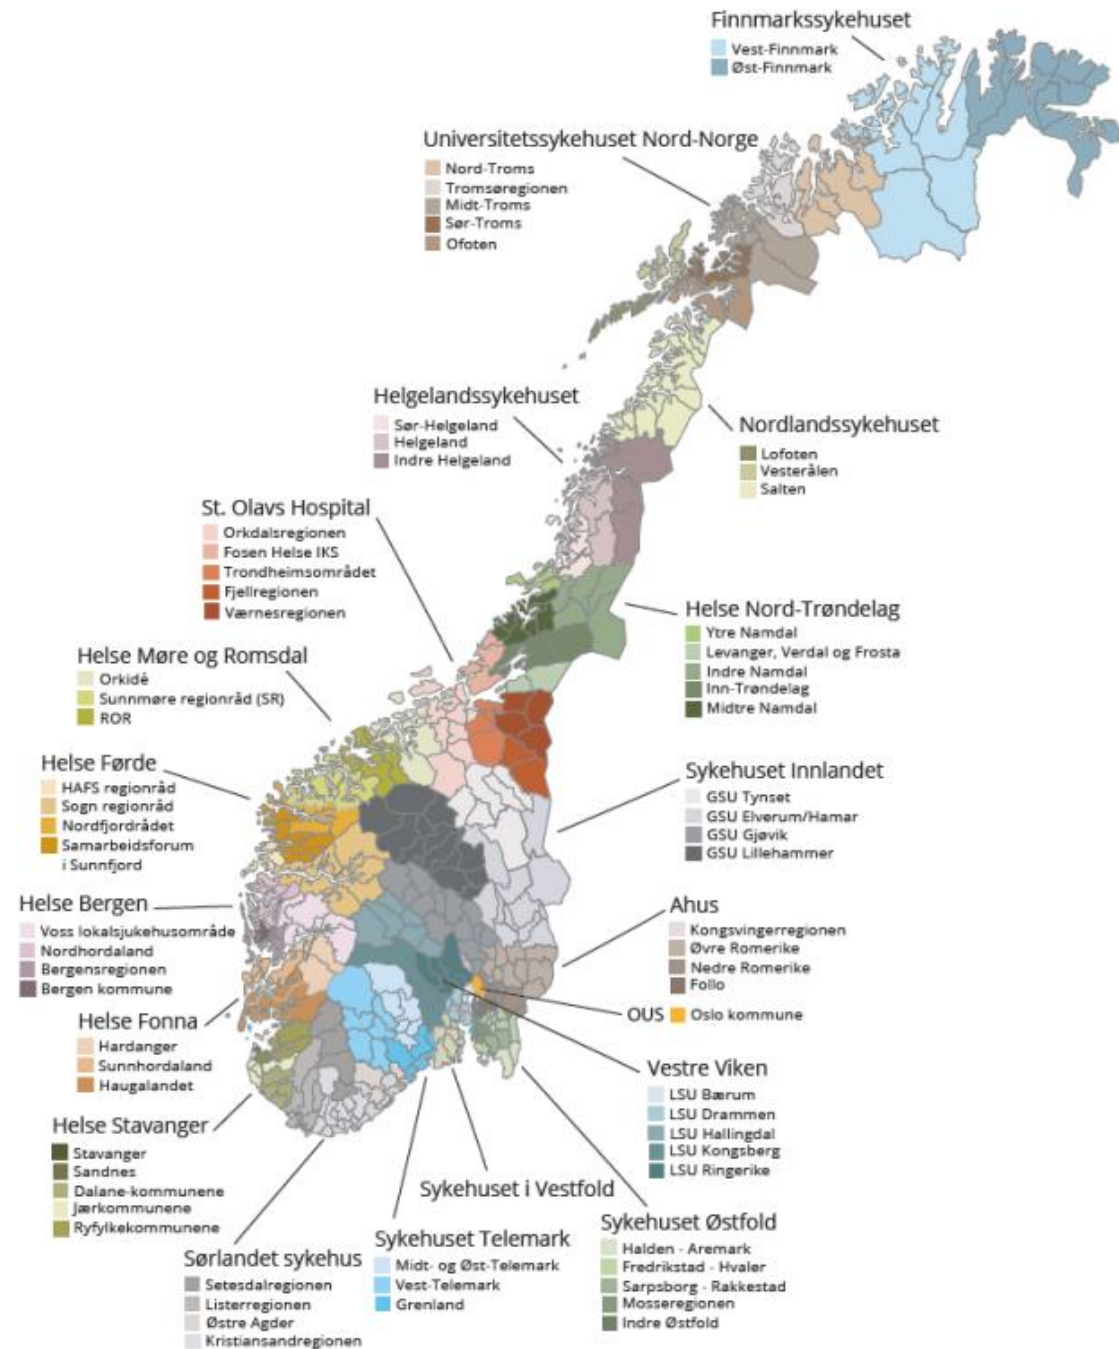 Finnmarkssykehuset
Vest-Finnmark
Øst-Finnmark
Universitetssykehuset Nord-Norge
Nord-Troms
Tromsøregionen
Midt-Troms
Sør-Troms
Ofoten
Helgelandssykehuset
Sør-Helgeland
Helgeland
Indre Helgeland
Nordlandssykehuset
Lofoten
Vesterålen
Salten
St. Olavs Hospital
Orkdalsregionen
Fosen Helse IKS
Trondheimsområdet
Fjellregionen
Værnesregionen
Helse Nord-Trøndelag
Ytre Namdal
Levanger, Verdal og Frosta
Indre Namdal
Inn-Trøndelag
Midtre Namdal
Helse Møre og Romsdal
Orkidê
Sunnmøre regionråd (SR)
ROR
Helse Førde
HAFS regionråd
Sogn regionråd
Nordfjordrådet
Samarbeidsforum
i Sunnfjord
Sykehuset Innlandet
GSU Tynset
GSU Elverum/Hamar
GSU Gjøvik
GSU Lillehammer
Helse Bergen
Voss lokalsjukehusområde
Nordhordaland
Bergensregionen
Bergen kommune
Ahus
Kongsvingerregionen
Øvre Romerike
Nedre Romerike
Follo
OUS Oslo kommune
Helse Fonna
Hardanger
Sunnhordaland
Haugalandet
Vestre Viken
LSU Bærum
LSU Drammen
LSU Hallingdal
LSU Kongsberg
LSU Ringerike
Helse Stavanger
Stavanger
Sandnes
Dalane-kommunene
Jærkommunene
Ryfylkekommunene
Sykehuset i Vestfold
Sykehuset Østfold
Halden - Aremark
Fredrikstad - Hvaler
Sarpsborg - Rakkestad
Mosseregionen
Indre Østfold
Sykehuset Telemark
Midt- og Øst-Telemark
Vest-Telemark
Grenland
Sørlandet sykehus
Setesdalregionen
Listerregionen
Østre Agder
Kristiansandregionen